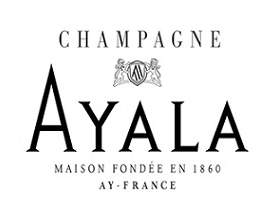 CHAMPAGNE
AYALA
MAISON FONDÉE EN 1860
AY-FRANCE